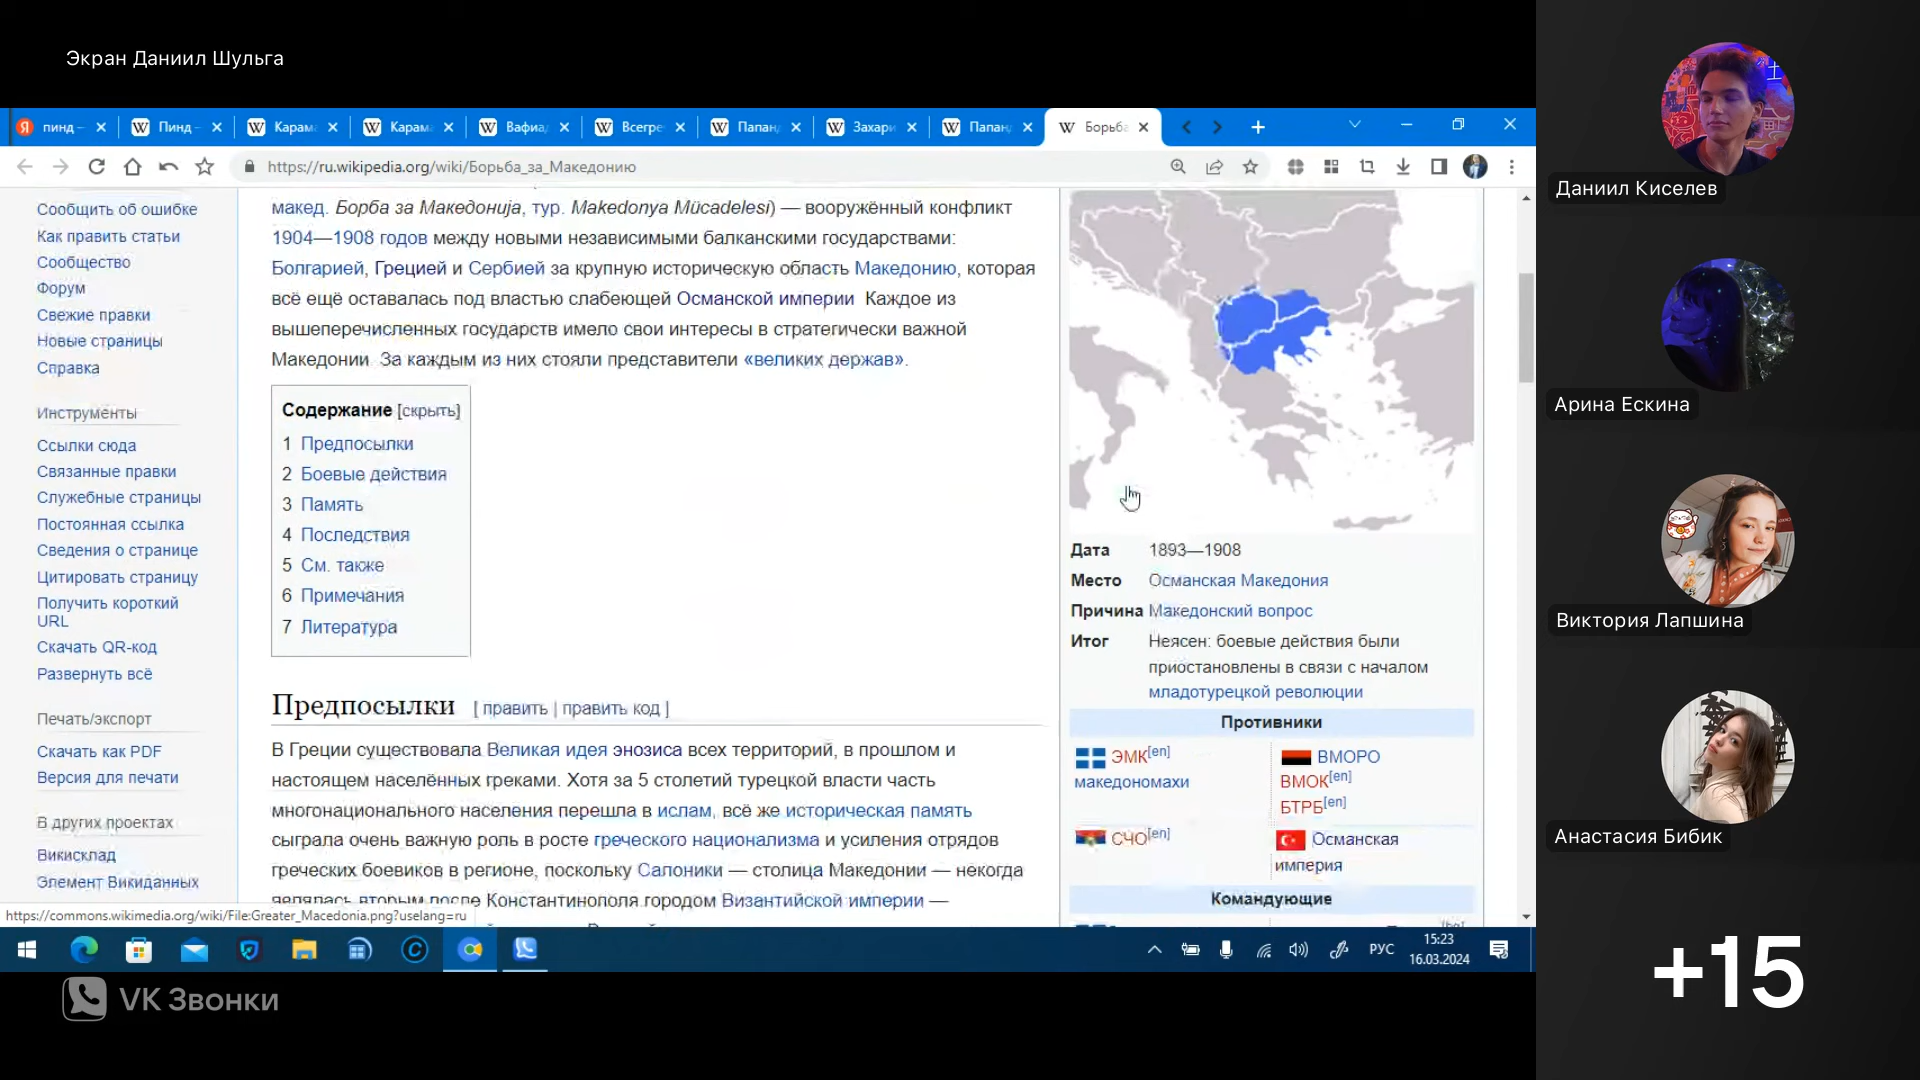 Экран Даниил Шульга
пинд –
Пинд –
Карама
Карама
Вафиад
Всегре
Папанд
Захари
Папанд
Борьба
https://ru.wikipedia.org/wiki/Борьба_за_Македонию
Сообщить об ошибке
Как править статьи
Сообщество
Форум
Свежие правки
Новые страницы
Справка
Инструменты
Ссылки сюда
Связанные правки
Служебные страницы
Постоянная ссылка
Сведения о странице
Цитировать страницу
Получить короткий
URL
Скачать QR-код
Развернуть всё
Печать/экспорт
Скачать как PDF
Версия для печати
В других проектах
Викисклад
Элемент Викиданных
https://commons.wikimedia.org/wiki/File:Greater_Macedonia.png?uselang=ru
макед. Борба за Македонија, тур. Makedonya Mücadelesi) — вооружённый конфликт
1904—1908 годов между новыми независимыми балканскими государствами:
Болгарией, Грецией и Сербией за крупную историческую область Македонию, которая
всё ещё оставалась под властью слабеющей Османской империи Каждое из
вышеперечисленных государств имело свои интересы в стратегически важной
Македонии. За каждым из них стояли представители «великих держав».
Содержание [скрыть]
1 Предпосылки
2 Боевые действия
3 Память
4 Последствия
5 См. также
6 Примечания
7 Литература
Предпосылки [ править | править код ]
В Греции существовала Великая идея энозиса всех территорий, в прошлом и
настоящем населённых греками. Хотя за 5 столетий турецкой власти часть
многонационального населения перешла в ислам, всё же историческая память
сыграла очень важную роль в росте греческого национализма и усиления отрядов
греческих боевиков в регионе, поскольку Салоники — столица Македонии — некогда
являлась вторым после Константинополя городом Византийской империи —
Дата 1893—1908
Место Османская Македония
Причина Македонский вопрос
Итог Неясен: боевые действия были
приостановлены в связи с началом
младотурецкой революции
Противники
ЭМК[en]
македономахи
ВМОРО
ВМОК[en]
БТРБ[en]
СЧО[en]
Османская
империя
Командующие
РУС
15:23
16.03.2024
VK Звонки
Даниил Киселев
Арина Ескина
Виктория Лапшина
Анастасия Бибик
+15